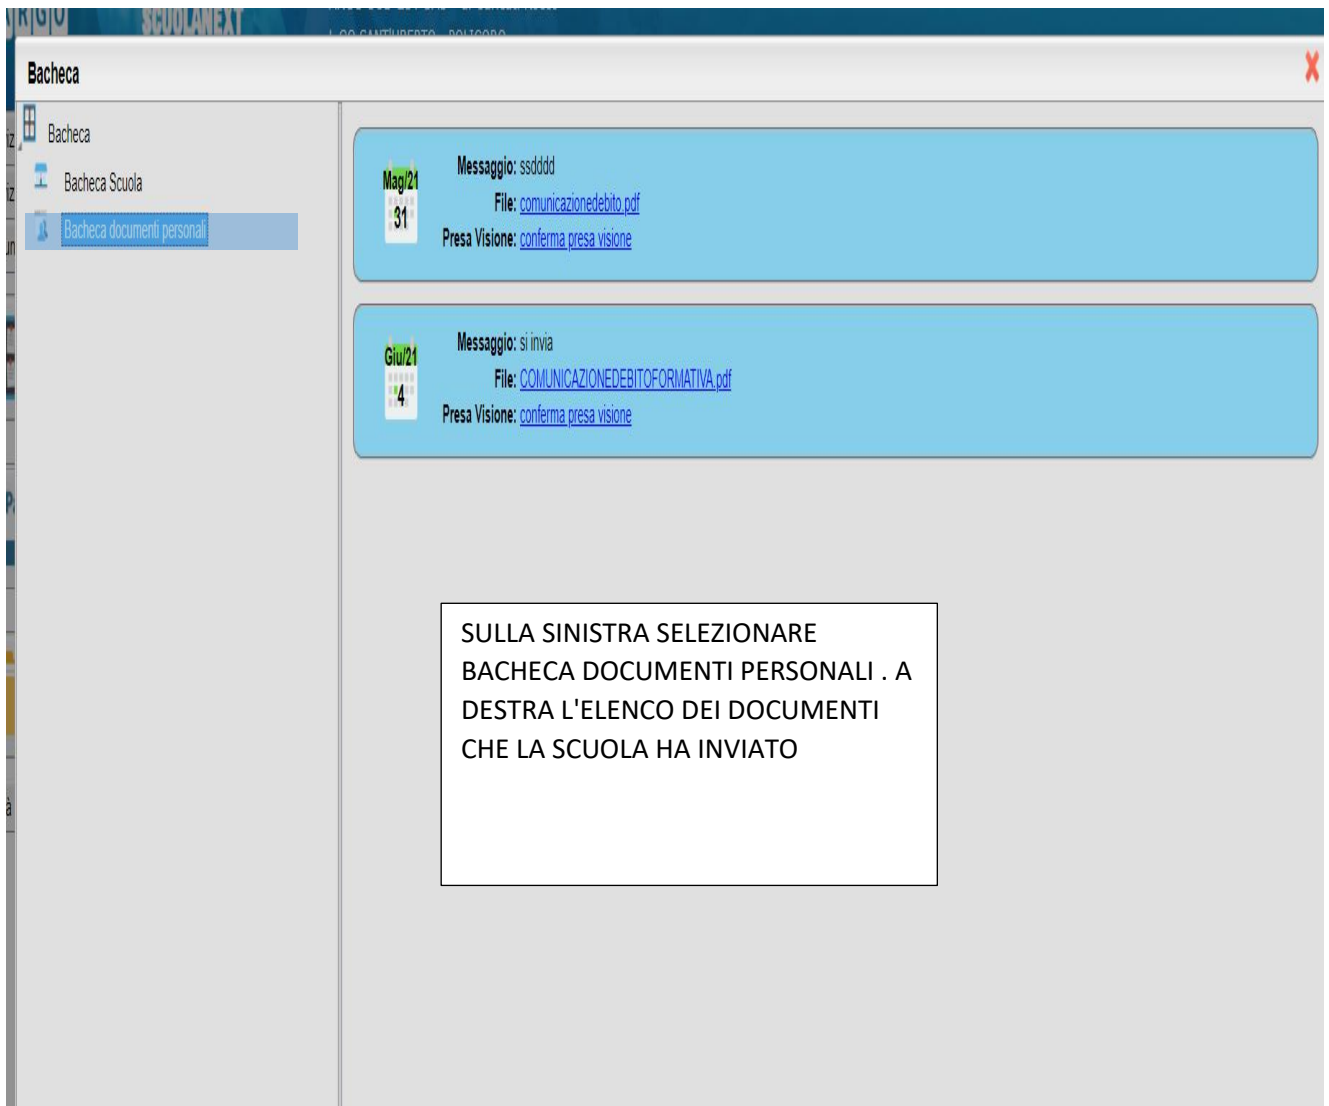 SCUOLANEXT
Bacheca
Bacheca
Bacheca Scuola
Bacheca documenti personali
Mag/21
31
Messaggio: ssdddd
File: comunicazionedebito.pdf
Presa Visione: conferma presa visione
Giu/21
4
Messaggio: si invia
File: COMUNICAZIONEDEBITOFORMATIVA.pdf
Presa Visione: conferma presa visione
SULLA SINISTRA SELEZIONARE
BACHECA DOCUMENTI PERSONALI . A
DESTRA L'ELENCO DEI DOCUMENTI
CHE LA SCUOLA HA INVIATO